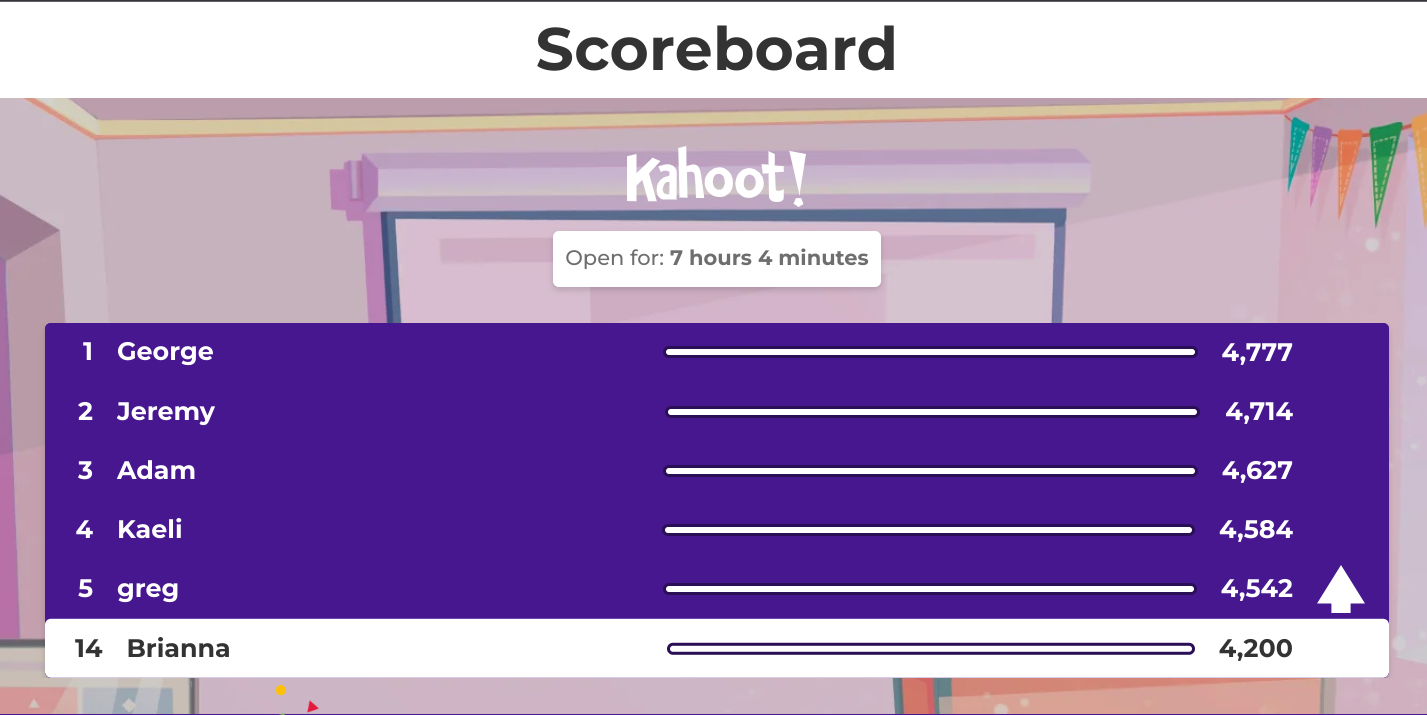 Scoreboard
Kahoot!
Open for: 7 hours 4 minutes
1 George 4,777
2 Jeremy 4,714
3 Adam 4,627
4 Kaeli 4,584
5 greg 4,542
14 Brianna 4,200